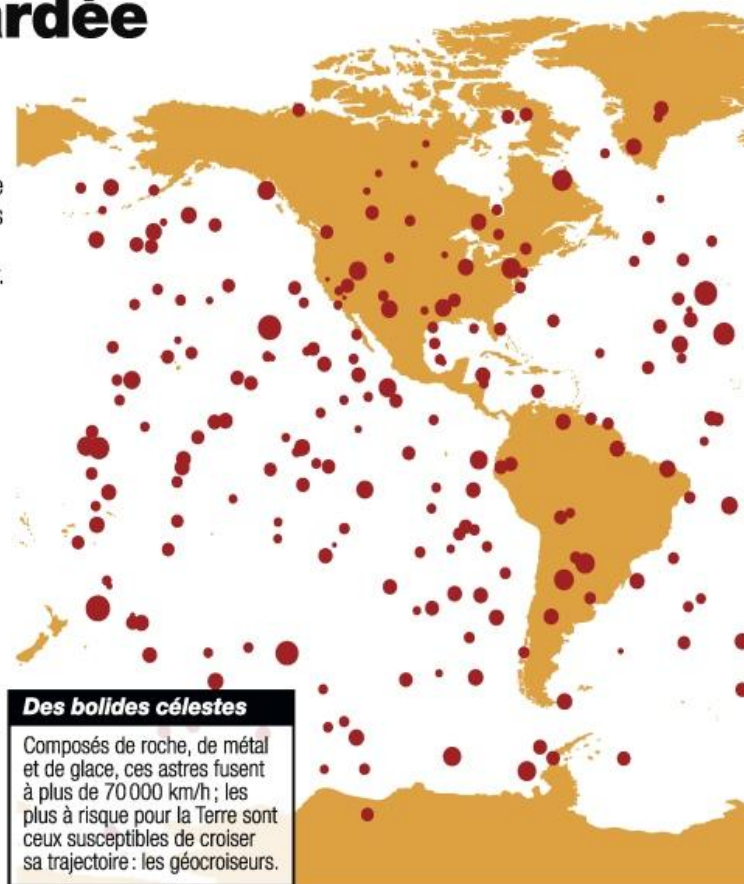 ardée
e
s
.
Des bolides célestes
Composés de roche, de métal
et de glace, ces astres fusent
à plus de 70 000 km/h ; les
plus à risque pour la Terre sont
ceux susceptibles de croiser
sa trajectoire : les géocroiseurs.